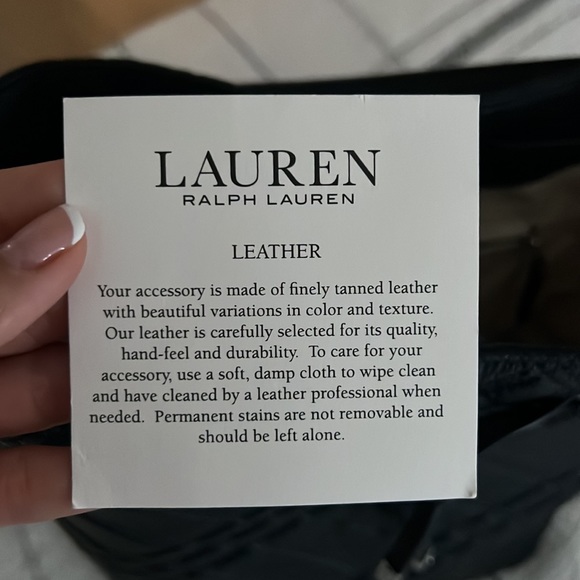 LAUREN
RALPH LAUREN
LEATHER
Your accessory is made of finely tanned leather
with beautiful variations in color and texture.
Our leather is carefully selected for its quality,
hand-feel and durability.  To care for your
accessory, use a soft, damp cloth to wipe clean
and have cleaned by a leather professional when
needed.  Permanent stains are not removable and
should be left alone.